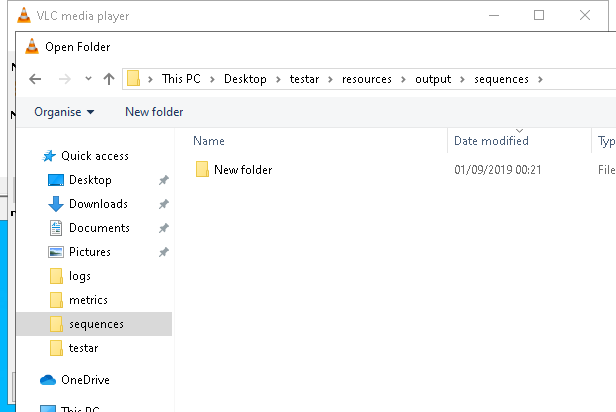 VLC media player
Open Folder
This PC > Desktop > testar > resources > output > sequences >
Organise New folder
Name Date modified Typ
Quick access
New folder 01/09/2019 00:21 File
Desktop
Downloads
Documents
Pictures
logs
metrics
sequences
testar
OneDrive
This PC